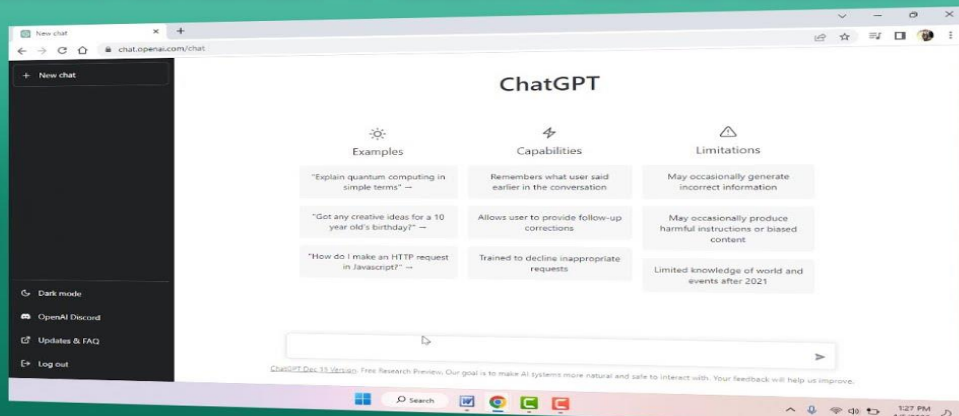 New chat
chat.openai.com/chat
New chat
ChatGPT
Examples
"Explain quantum computing in
simple terms" →
"Got any creative ideas for a 10
year old's birthday?" →
"How do I make an HTTP request
in Javascript?" →
Capabilities
Remembers what user said
earlier in the conversation
Allows user to provide follow-up
corrections
Trained to decline inappropriate
requests
Limitations
May occasionally generate
incorrect information
May occasionally produce
harmful instructions or biased
content
Limited knowledge of world and
events after 2021
Dark mode
OpenAI Discord
Updates & FAQ
Log out
ChatGPT Dec 15 Version. Free Research Preview. Our goal is to make AI systems more natural and safe to interact with. Your feedback will help us improve.
Search
1:27 PM